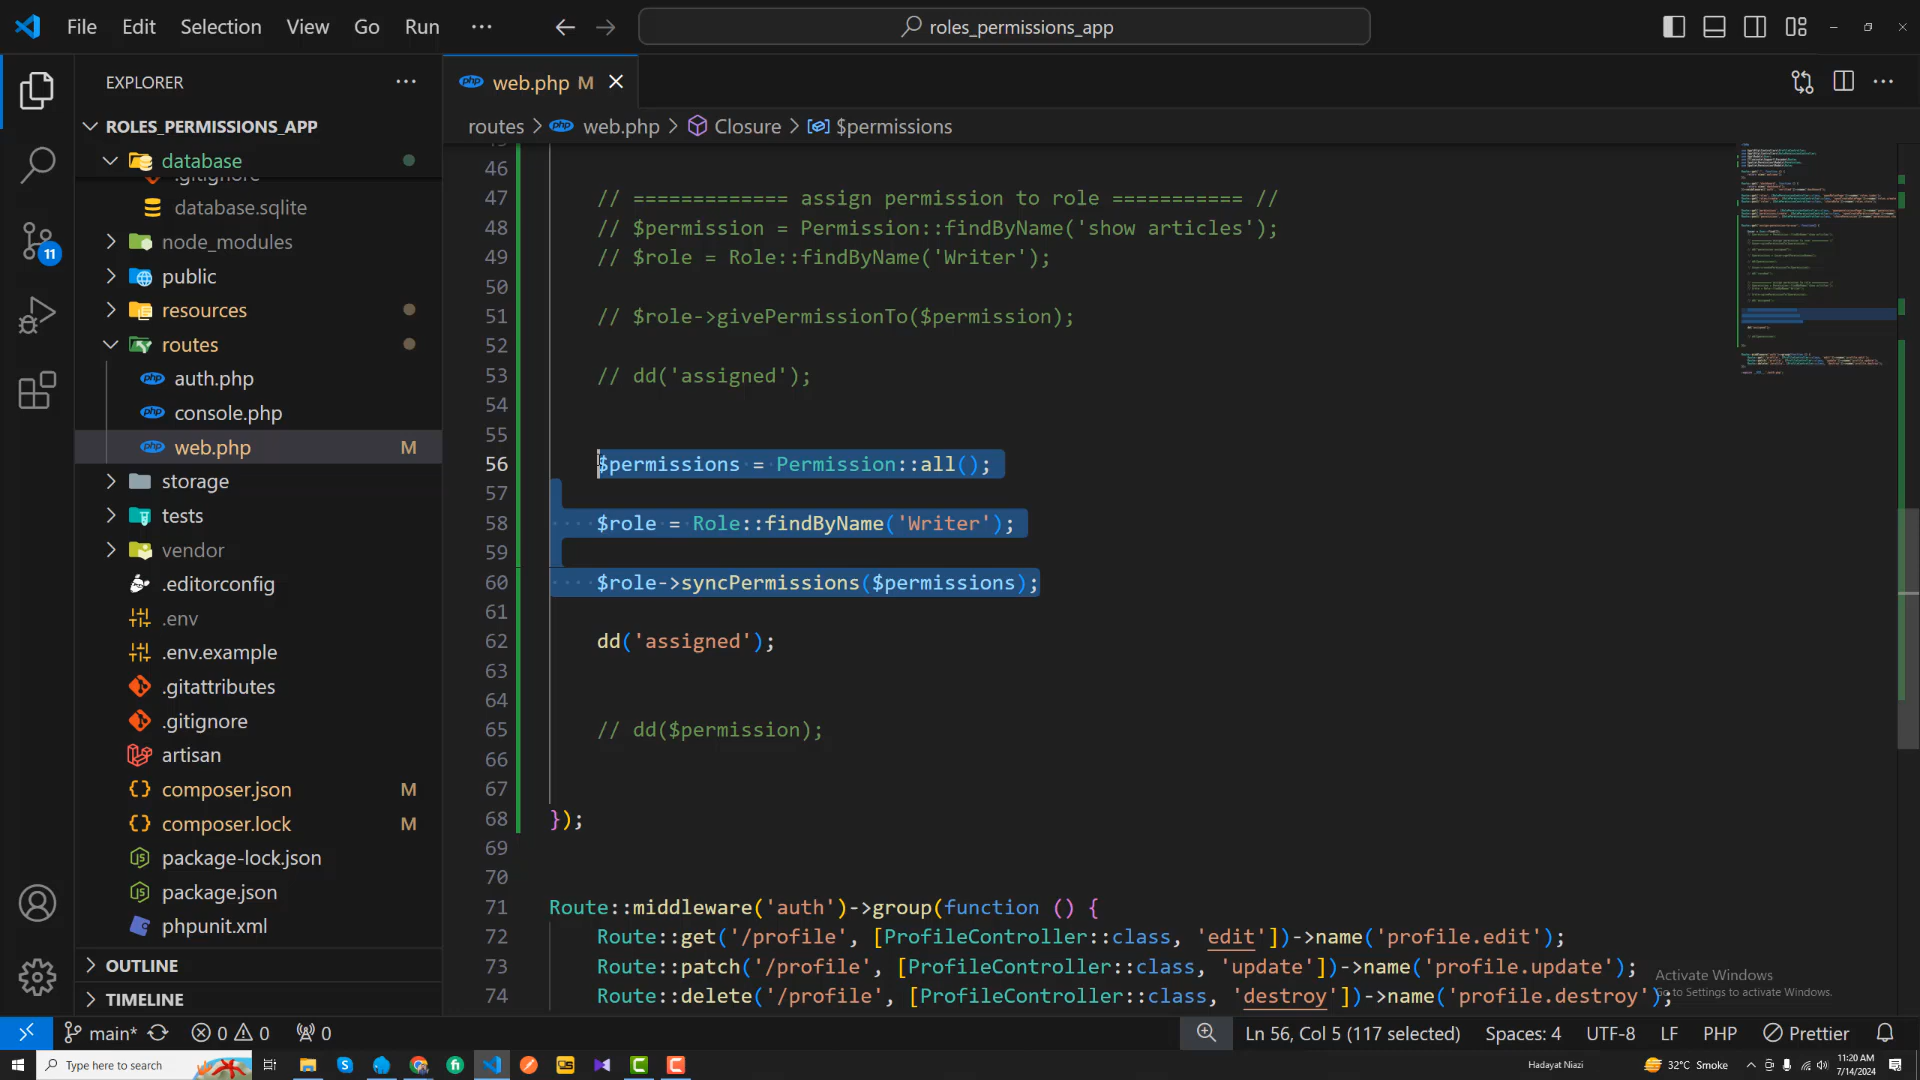 File Edit Selection View Go Run ···
roles_permissions_app
EXPLORER
web.php M
ROLES_PERMISSIONS_APP
routes > web.php > Closure > $permissions
database
.gitignore
database.sqlite
node_modules
public
resources
routes
auth.php
console.php
web.php M
storage
tests
vendor
.editorconfig
.env
.env.example
.gitattributes
.gitignore
artisan
composer.json M
composer.lock M
package-lock.json
package.json
phpunit.xml
OUTLINE
TIMELINE
11
46
47 // ============= assign permission to role =========== //
48 // $permission = Permission::findByName('show articles');
49 // $role = Role::findByName('Writer');
50
51 // $role->givePermissionTo($permission);
52
53 // dd('assigned');
54
55
56 $permissions = Permission::all();
57
58 $role = Role::findByName('Writer');
59
60 $role->syncPermissions($permissions);
61
62 dd('assigned');
63
64
65 // dd($permission);
66
67
68 });
69
70
71 Route::middleware('auth')->group(function () {
72 Route::get('/profile', [ProfileController::class, 'edit'])->name('profile.edit');
73 Route::patch('/profile', [ProfileController::class, 'update'])->name('profile.update');
74 Route::delete('/profile', [ProfileController::class, 'destroy'])->name('profile.destroy');
Activate Windows
Go to Settings to activate Windows.
main* 0 0 0
Ln 56, Col 5 (117 selected) Spaces: 4 UTF-8 LF PHP Prettier
Type here to search
Hadayat Niazi
32°C Smoke
11:20 AM
7/14/2024